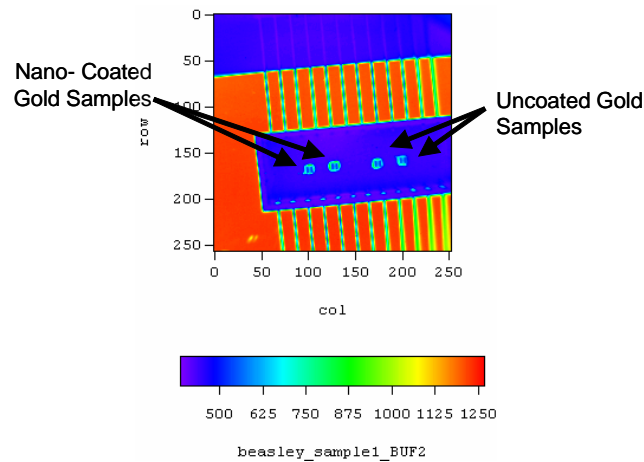 Nano- Coated
Gold Samples
Uncoated Gold
Samples
0
50
100
150
200
250
row
0 50 100 150 200 250
col
500 625 750 875 1000 1125 1250
beasley_sample1_BUF2